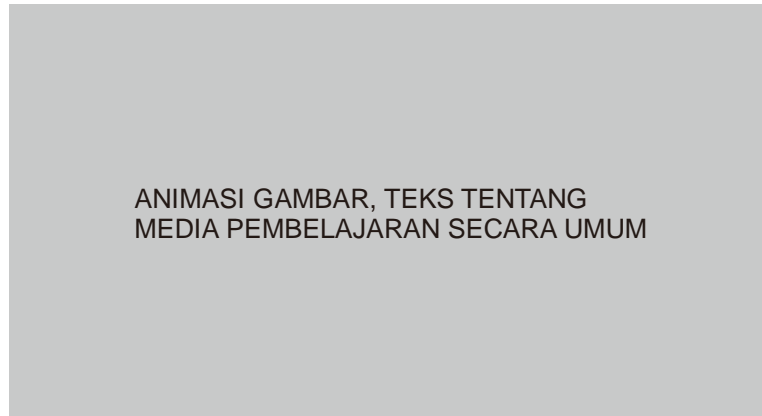 ANIMASI GAMBAR, TEKS TENTANG
MEDIA PEMBELAJARAN SECARA UMUM